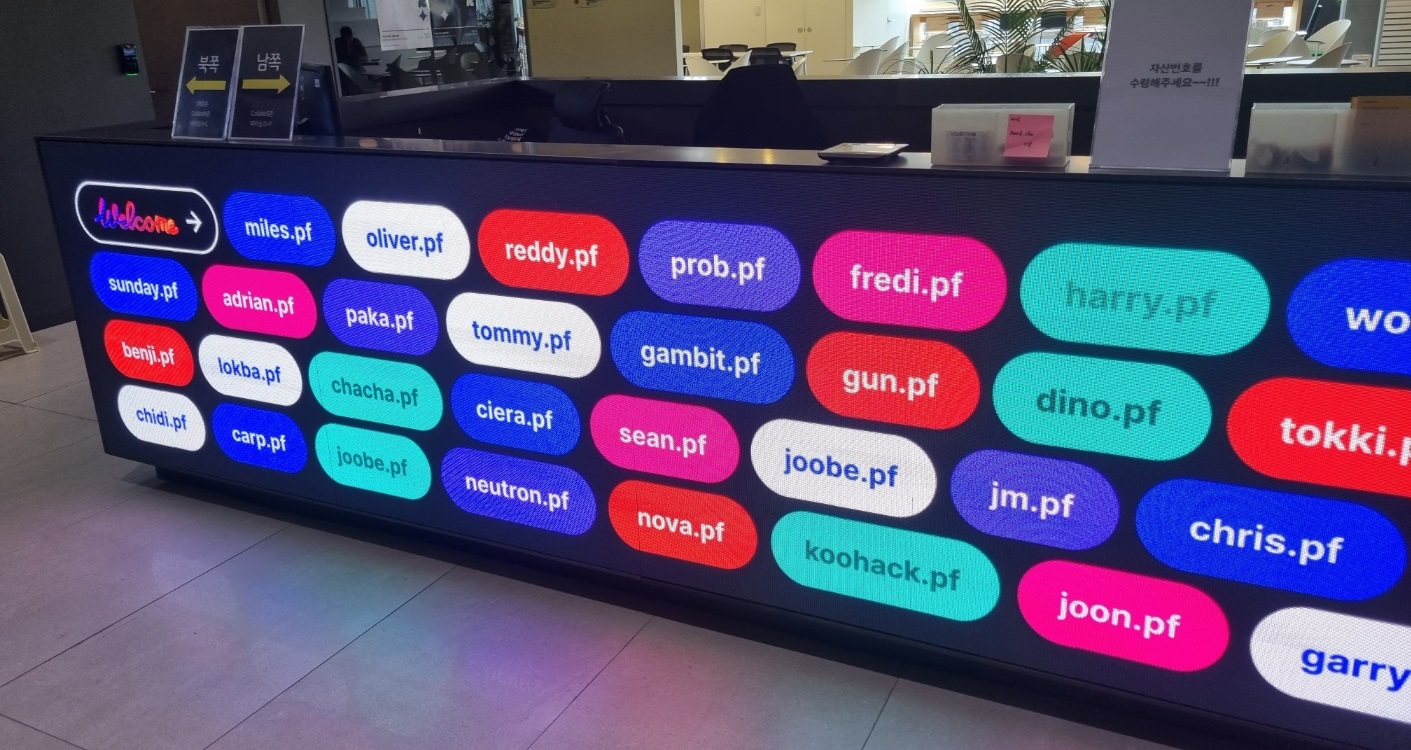 북쪽
남쪽
자산번호를
수령해주세요~~!!!
Welcome →
miles.pf
oliver.pf
reddy.pf
prob.pf
fredi.pf
harry.pf
wo
sunday.pf
adrian.pf
paka.pf
tommy.pf
gambit.pf
gun.pf
dino.pf
tokki.p
benji.pf
lokba.pf
chacha.pf
ciera.pf
sean.pf
joobe.pf
jm.pf
chris.pf
chidi.pf
carp.pf
joobe.pf
neutron.pf
nova.pf
koohack.pf
joon.pf
garry